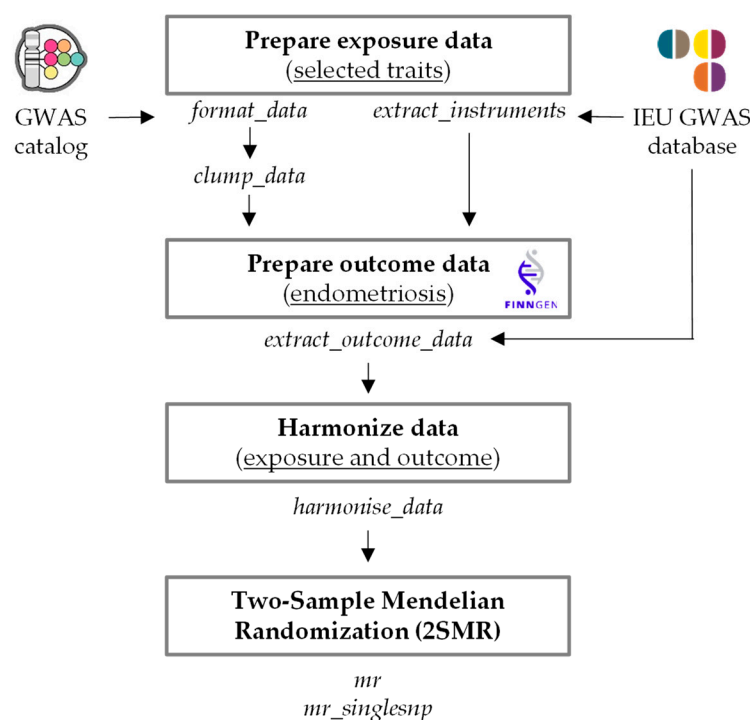 Prepare exposure data
(selected traits)
GWAS
catalog
format_data
extract_instruments
IEU GWAS
database
clump_data
Prepare outcome data
(endometriosis)
FINNGEN
extract_outcome_data
Harmonize data
(exposure and outcome)
harmonise_data
Two-Sample Mendelian
Randomization (2SMR)
mr
mr_singlesnp